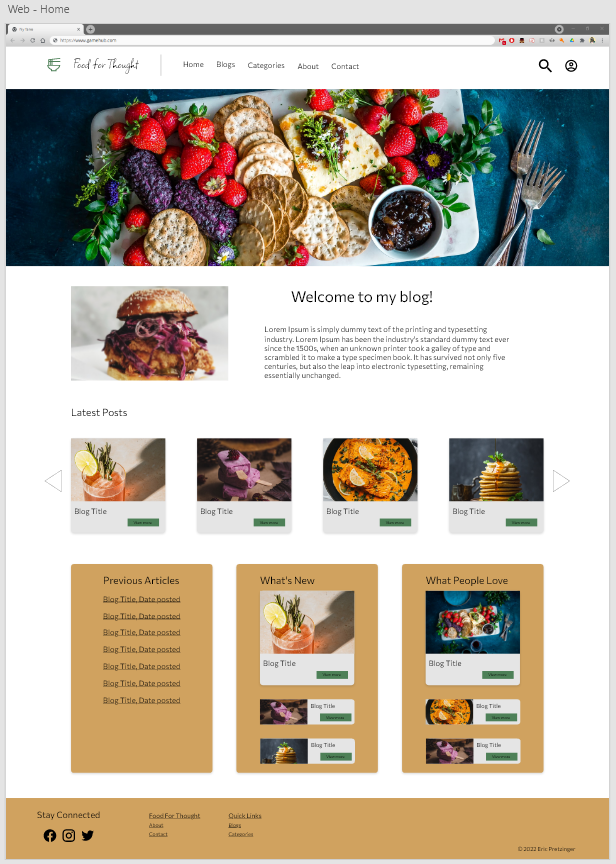 Web - Home
https://www.gamehub.com
Food for Thought
Home Blogs Categories About Contact
Welcome to my blog!
Lorem Ipsum is simply dummy text of the printing and typesetting
industry. Lorem Ipsum has been the industry's standard dummy text ever
since the 1500s, when an unknown printer took a galley of type and
scrambled it to make a type specimen book. It has survived not only five
centuries, but also the leap into electronic typesetting, remaining
essentially unchanged.
Latest Posts
Blog Title Blog Title Blog Title Blog Title
Previous Articles
Blog Title, Date posted
Blog Title, Date posted
Blog Title, Date posted
Blog Title, Date posted
Blog Title, Date posted
Blog Title, Date posted
Blog Title, Date posted
What's New
Blog Title
Blog Title
Blog Title
What People Love
Blog Title
Blog Title
Blog Title
Stay Connected
Food For Thought
About
Contact
Quick Links
Blogs
Categories
© 2022 Eric Pretzinger